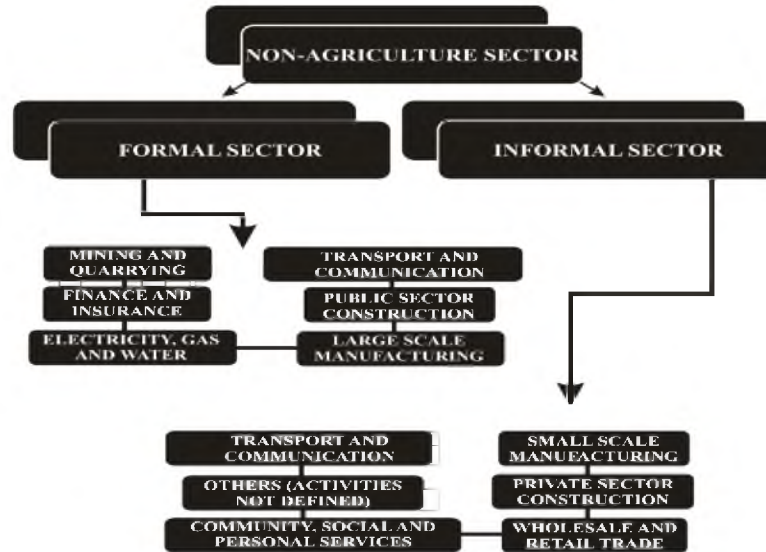 NON-AGRICULTURE SECTOR
FORMAL SECTOR
INFORMAL SECTOR
MINING AND
QUARRYING
FINANCE AND
INSURANCE
ELECTRICITY, GAS
AND WATER
TRANSPORT AND
COMMUNICATION
PUBLIC SECTOR
CONSTRUCTION
LARGE SCALE
MANUFACTURING
TRANSPORT AND
COMMUNICATION
OTHERS (ACTIVITIES
NOT DEFINED)
COMMUNITY, SOCIAL AND
PERSONAL SERVICES
SMALL SCALE
MANUFACTURING
PRIVATE SECTOR
CONSTRUCTION
WHOLESALE AND
RETAIL TRADE